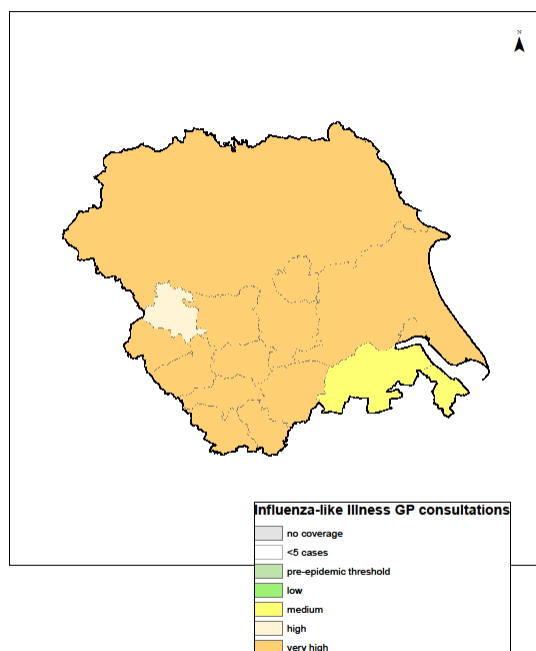 N
Influenza-like Illness GP consultations
no coverage
<5 cases
pre-epidemic threshold
low
medium
high
very high